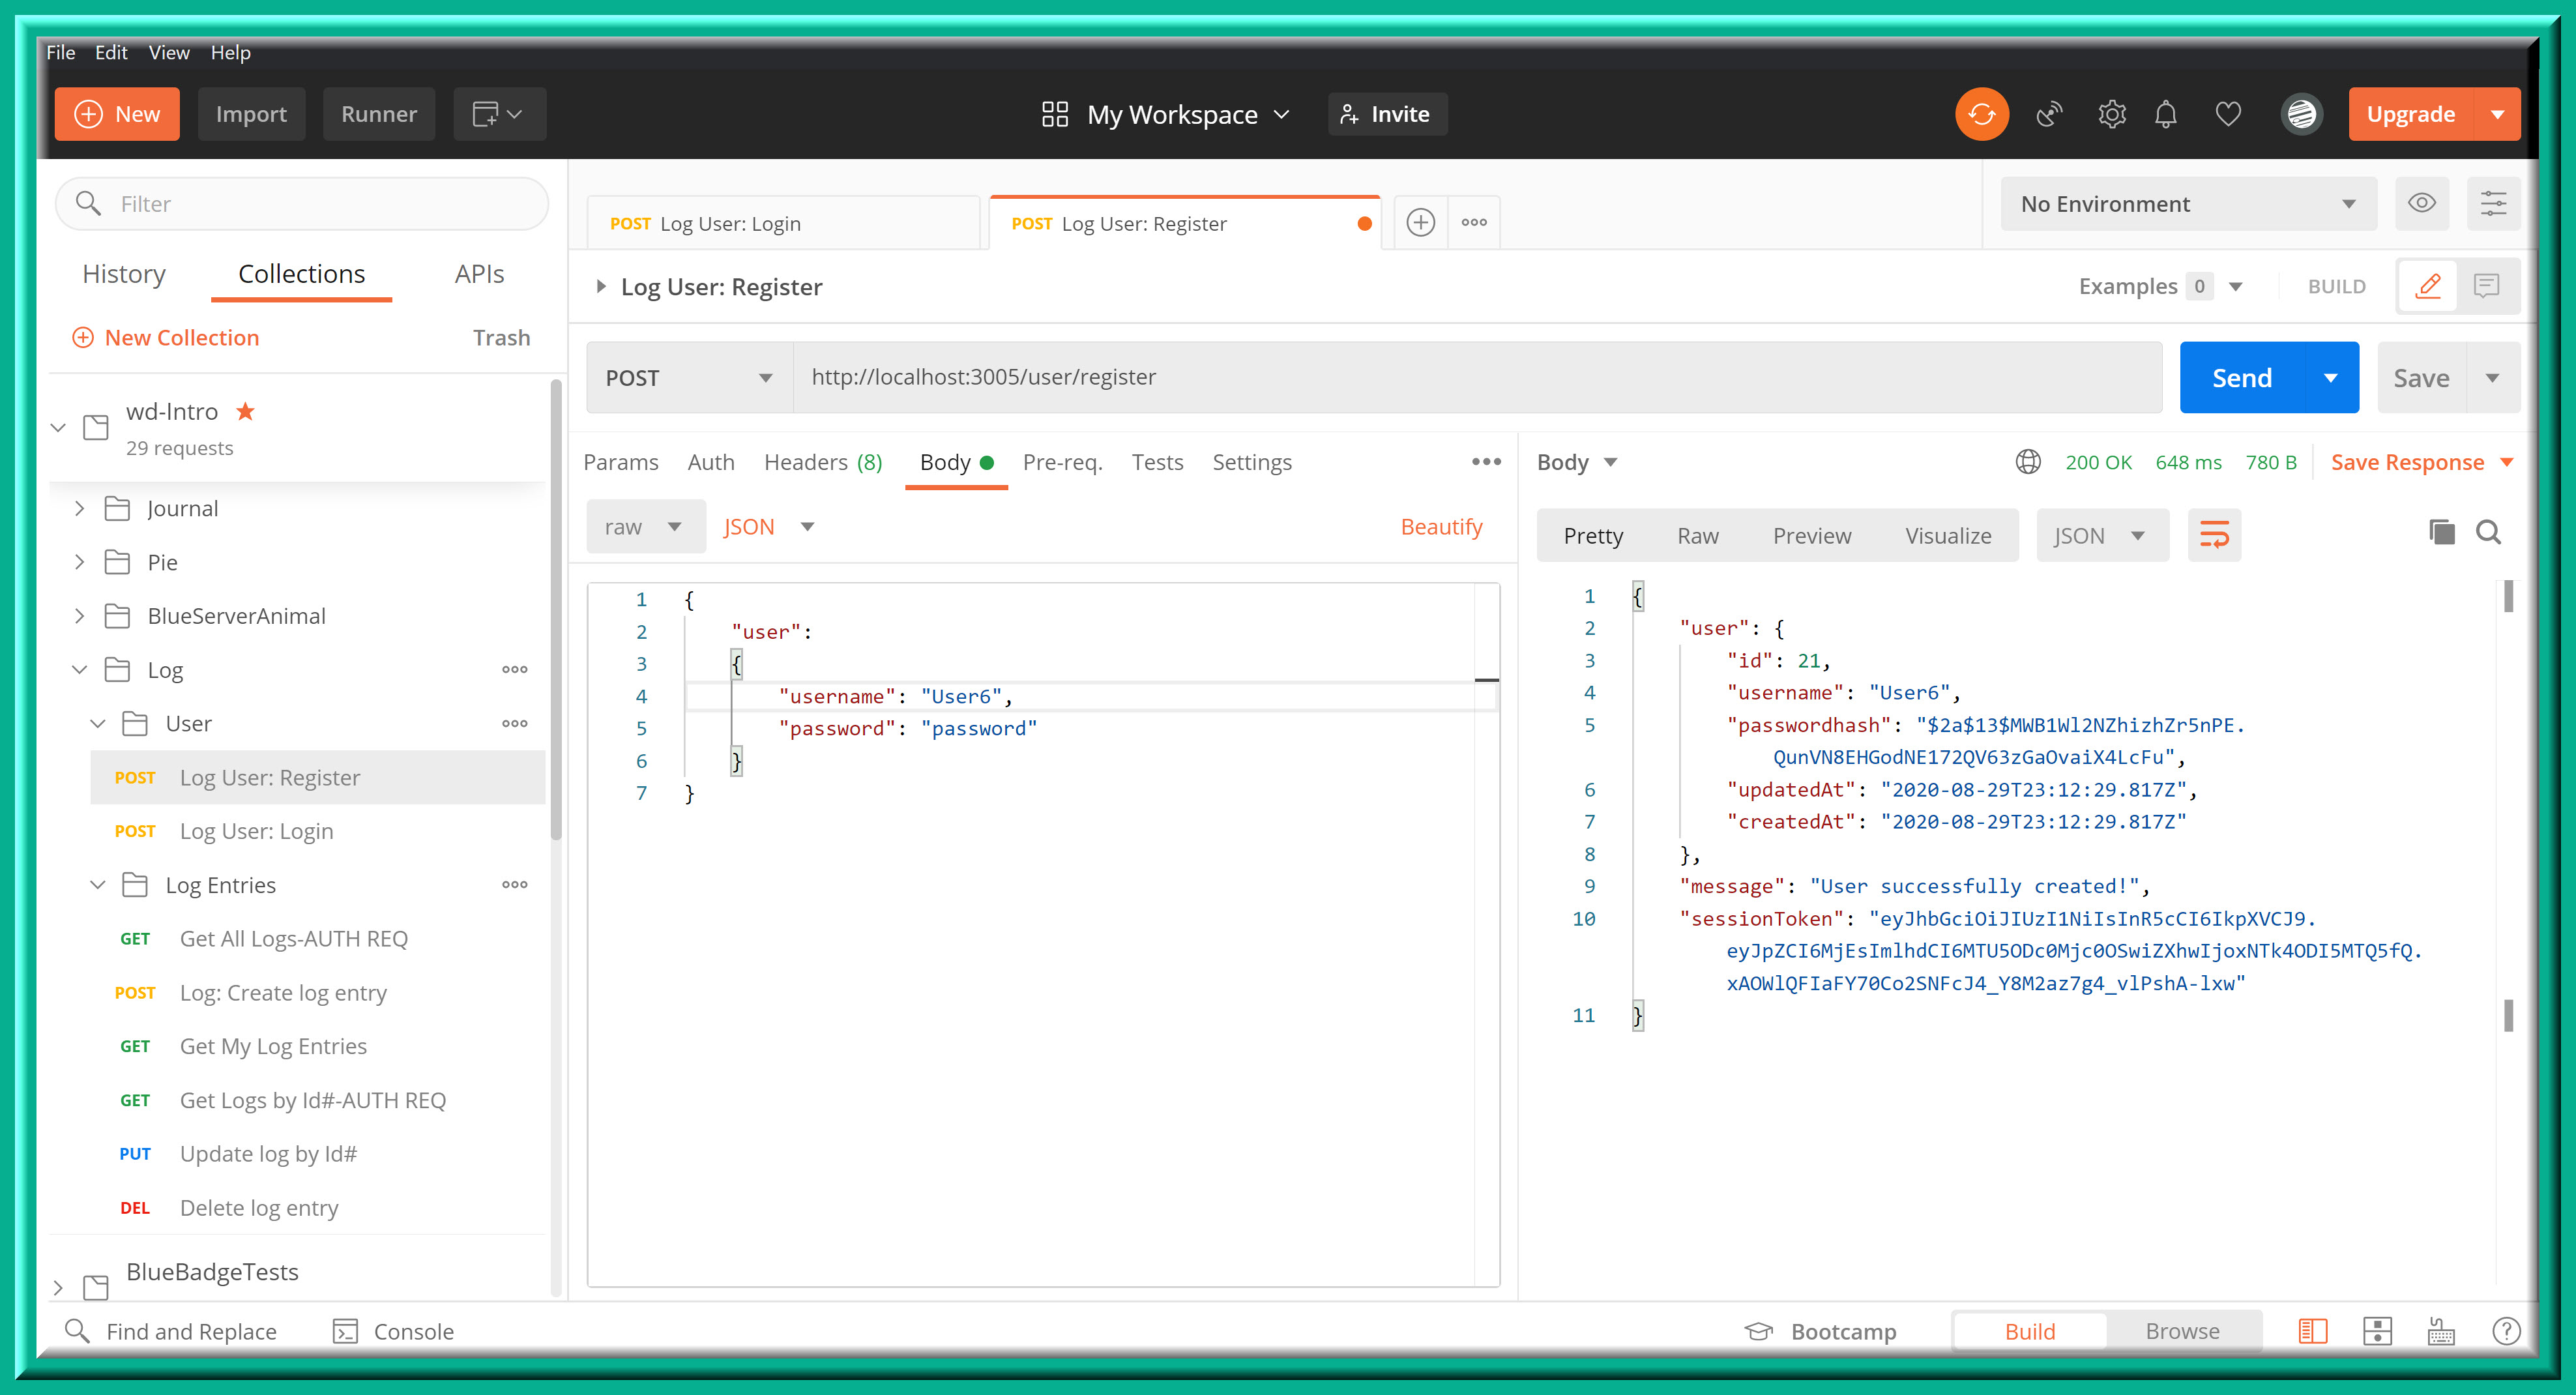 File Edit View Help
New Import Runner My Workspace Invite Upgrade
Filter
History Collections APIs
New Collection Trash
wd-Intro
29 requests
Journal
Pie
BlueServerAnimal
Log
User
POST Log User: Register
POST Log User: Login
Log Entries
GET Get All Logs-AUTH REQ
POST Log: Create log entry
GET Get My Log Entries
GET Get Logs by Id#-AUTH REQ
PUT Update log by Id#
DEL Delete log entry
BlueBadgeTests
POST Log User: Login POST Log User: Register No Environment
Log User: Register Examples 0 BUILD
POST http://localhost:3005/user/register Send Save
Params Auth Headers (8) Body Pre-req. Tests Settings
raw JSON Beautify
1 {
2 "user":
3 {
4 "username": "User6",
5 "password": "password"
6 }
7 }
Body 200 OK 648 ms 780 B Save Response
Pretty Raw Preview Visualize JSON
1 {
2 "user": {
3 "id": 21,
4 "username": "User6",
5 "passwordhash": "$2a$13$MWB1Wl2NZhizhZr5nPE.
QunVN8EHGodNE172QV63zGaOvaiX4LcFu",
6 "updatedAt": "2020-08-29T23:12:29.817Z",
7 "createdAt": "2020-08-29T23:12:29.817Z"
8 },
9 "message": "User successfully created!",
10 "sessionToken": "eyJhbGciOiJIUzI1NiIsInR5cCI6IkpXVCJ9.
eyJpZCI6MjEsImlhdCI6MTU5ODc0Mjc0OSwiZXhwIjoxNTk4ODI5MTQ5fQ.
xAOWlQFIaFY70Co2SNFcJ4_Y8M2az7g4_vlPshA-lxw"
11 }
Find and Replace Console Bootcamp Build Browse